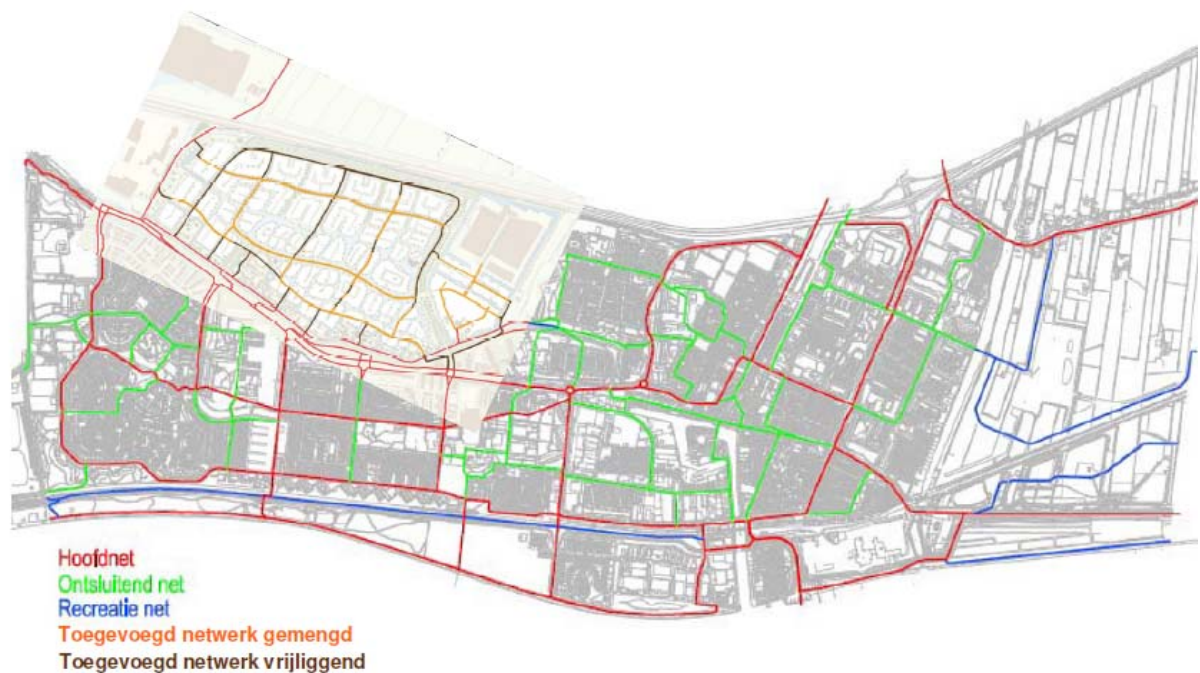 Hoofdnet
Ontsluitend net
Recreatie net
Toegevoegd netwerk gemengd
Toegevoegd netwerk vrijliggend